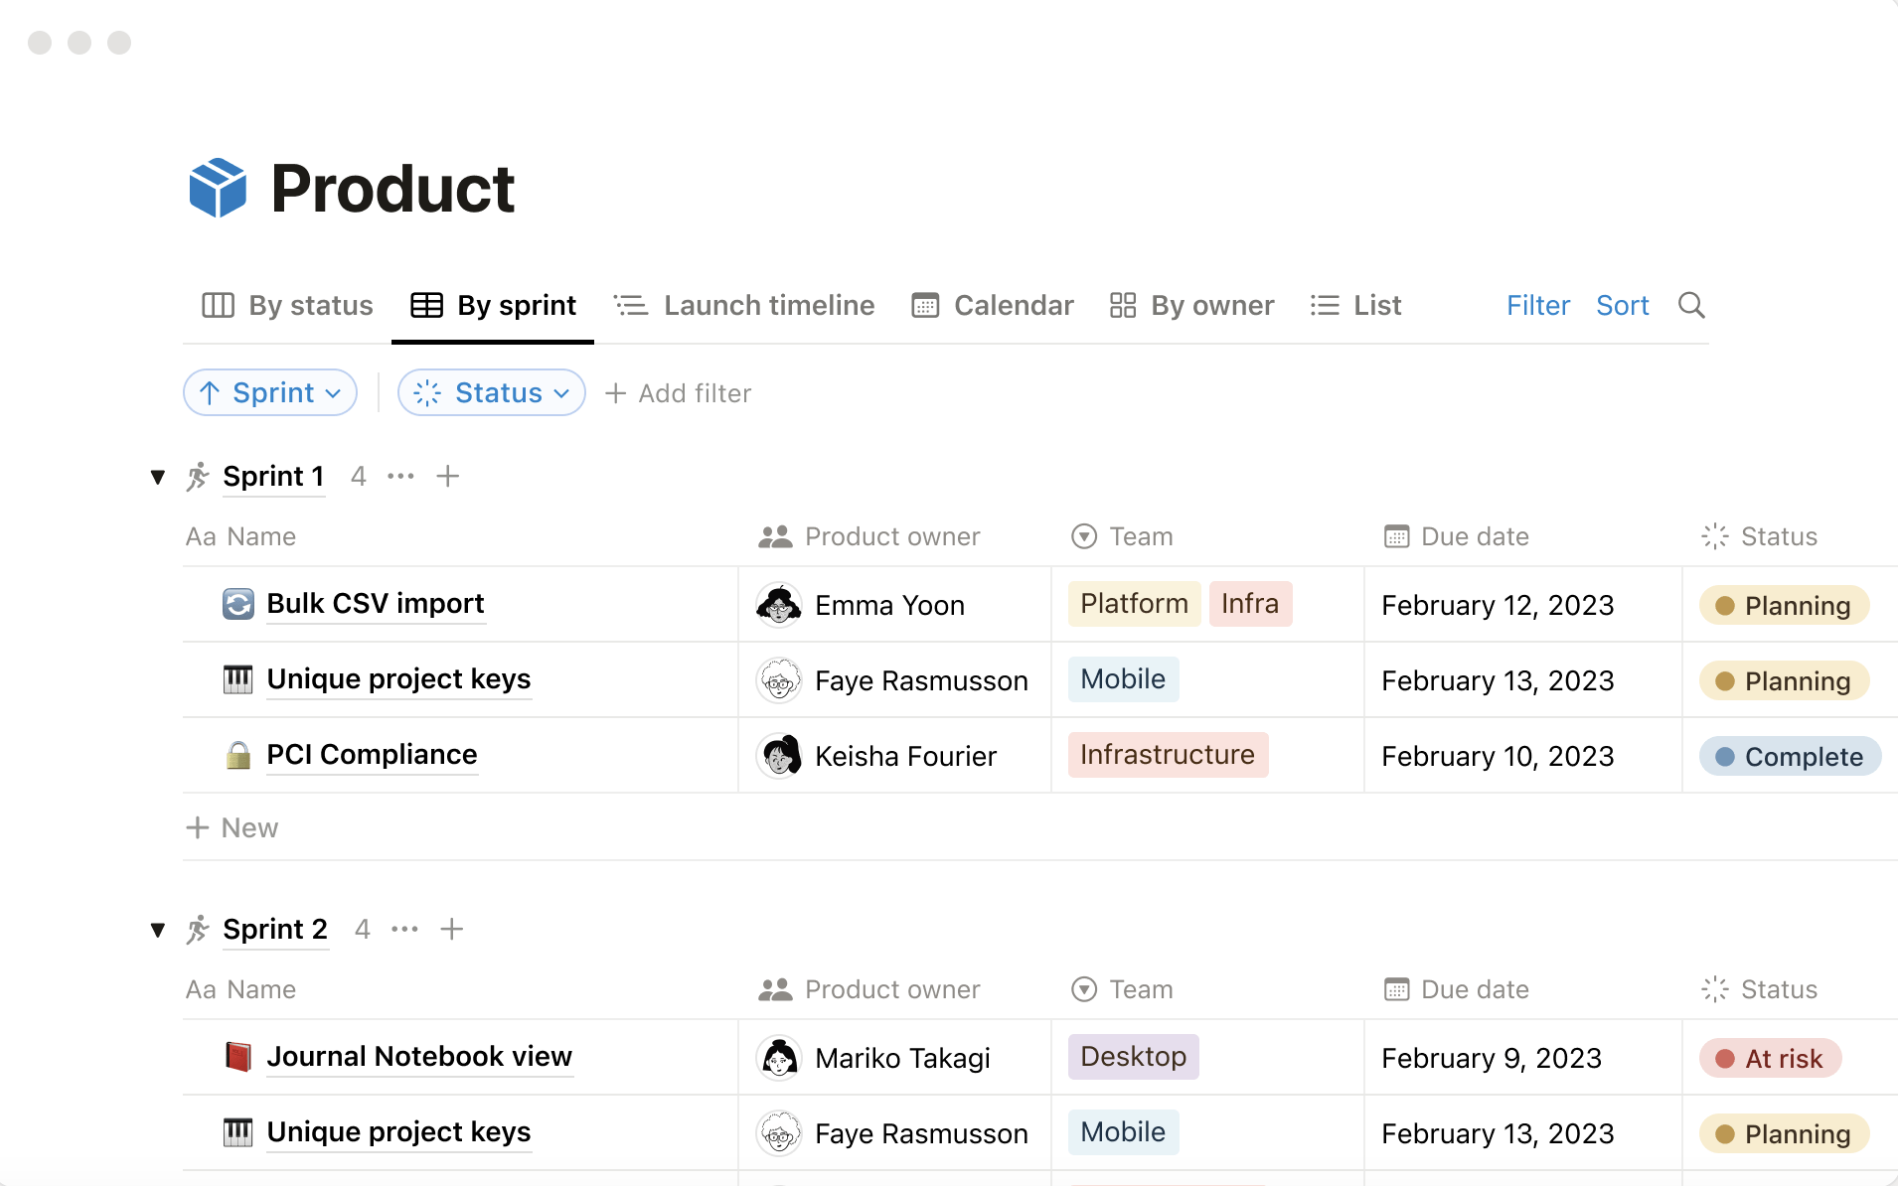 Product
By status By sprint Launch timeline Calendar By owner List Filter Sort
Sprint Status + Add filter
Sprint 1 4 ... +
Aa Name Product owner Team Due date Status
Bulk CSV import Emma Yoon Platform Infra February 12, 2023 Planning
Unique project keys Faye Rasmusson Mobile February 13, 2023 Planning
PCI Compliance Keisha Fourier Infrastructure February 10, 2023 Complete
+ New
Sprint 2 4 ... +
Aa Name Product owner Team Due date Status
Journal Notebook view Mariko Takagi Desktop February 9, 2023 At risk
Unique project keys Faye Rasmusson Mobile February 13, 2023 Planning